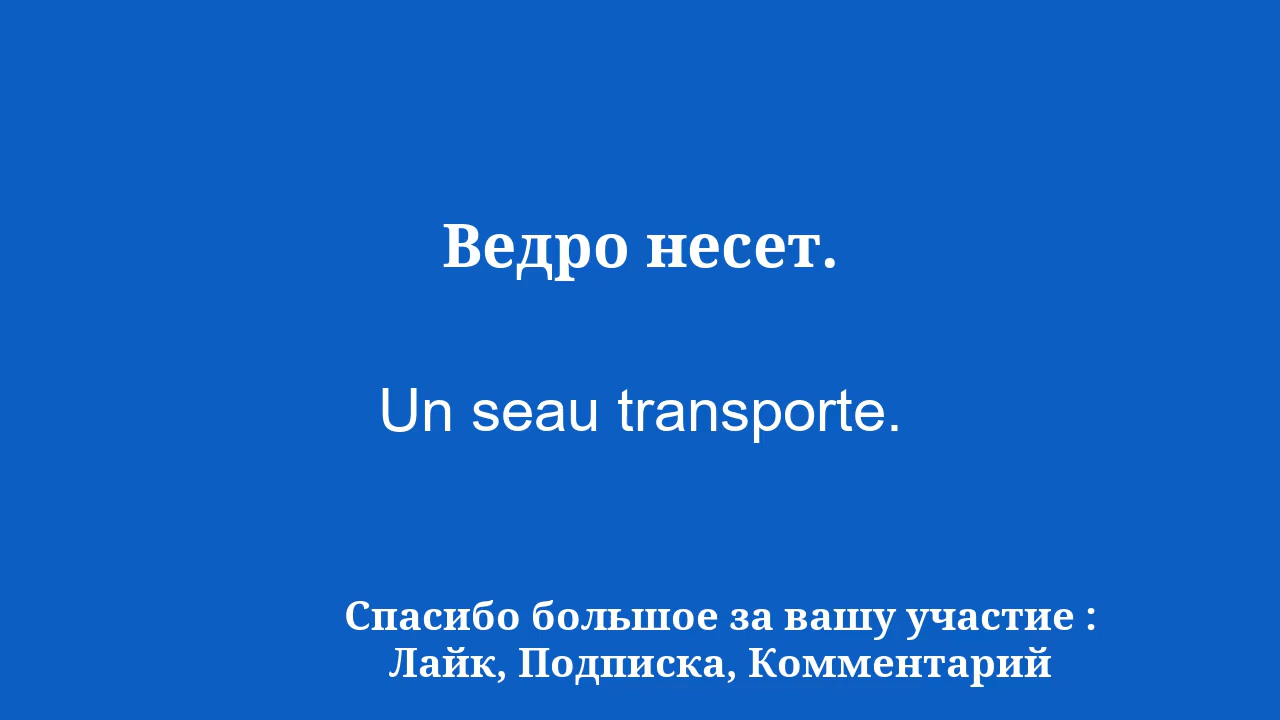 Ведро несет.
Un seau transporte.
Спасибо большое за вашу участие :
Лайк, Подписка, Комментарий